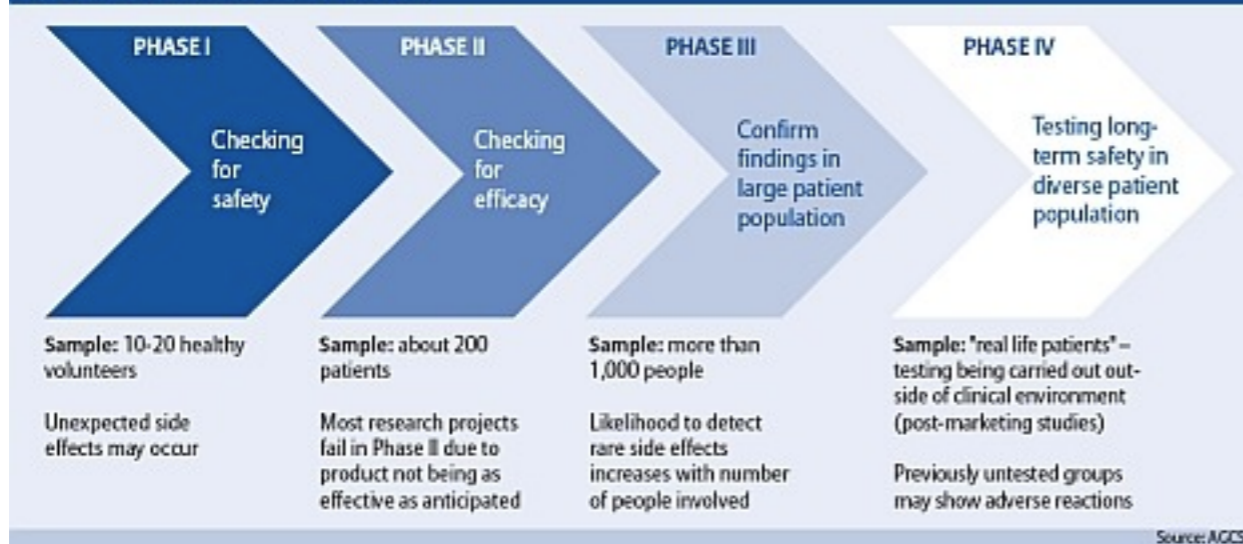 PHASE I
Checking
for
safety
Sample: 10-20 healthy
volunteers
Unexpected side
effects may occur
PHASE II
Checking
for
efficacy
Sample: about 200
patients
Most research projects
fail in Phase II due to
product not being as
effective as anticipated
PHASE III
Confirm
findings in
large patient
population
Sample: more than
1,000 people
Likelihood to detect
rare side effects
increases with number
of people involved
PHASE IV
Testing long-
term safety in
diverse patient
population
Sample: "real life patients" –
testing being carried out out-
side of clinical environment
(post-marketing studies)
Previously untested groups
may show adverse reactions
Source: AGCS